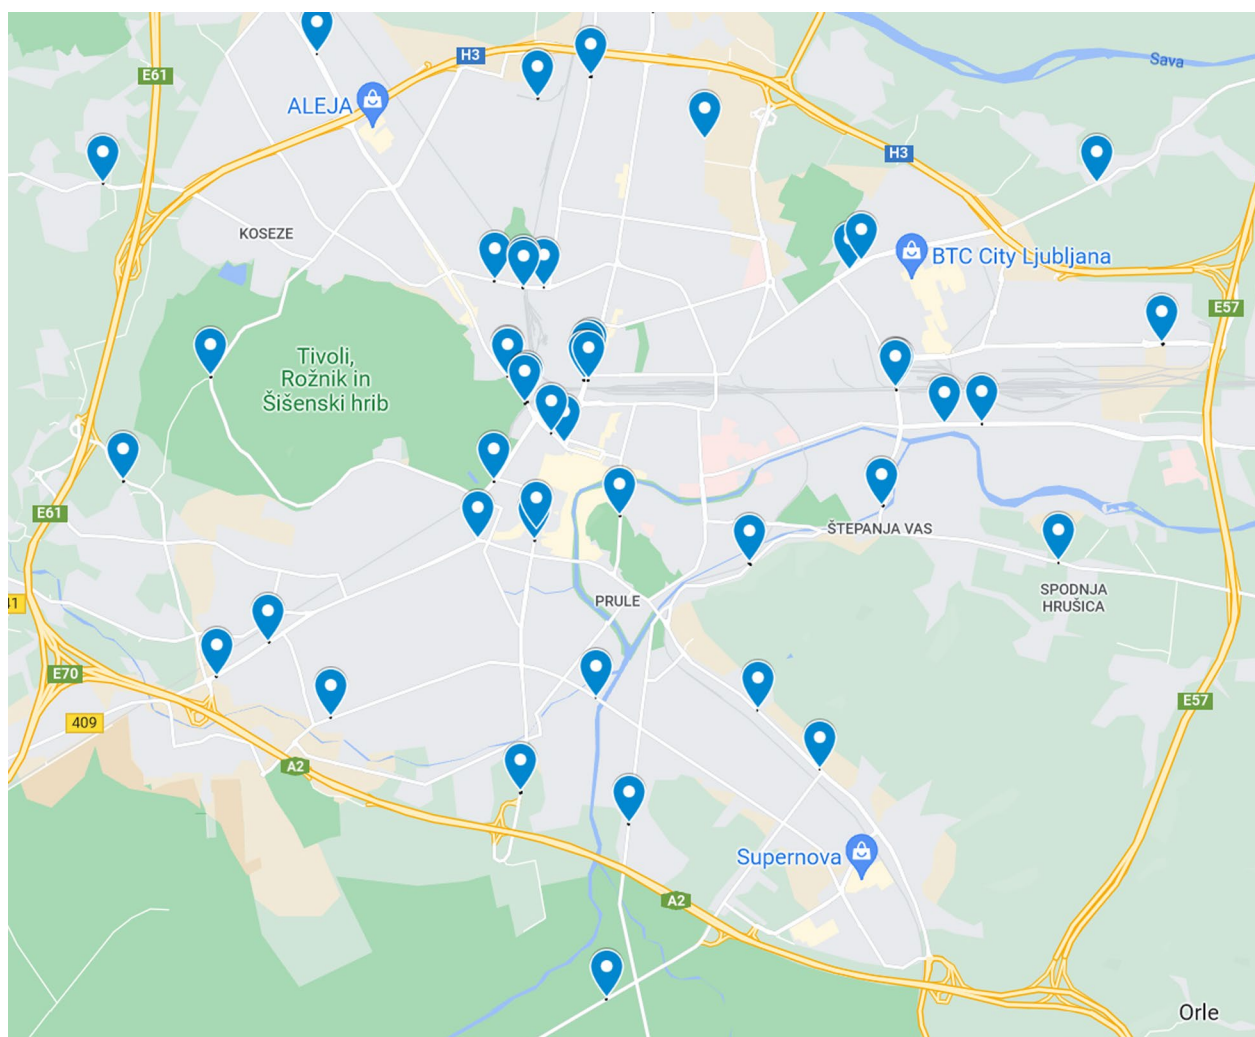 Sava
H3
E61
ALEJA
H3
KOSEZE
BTC City Ljubljana
E57
Tivoli,
Rožnik in
Šišenski hrib
E61
ŠTEPANJA VAS
SPODNJA
HRUŠICA
41
PRULE
E70
E57
409
A2
Supernova
A2
Orle